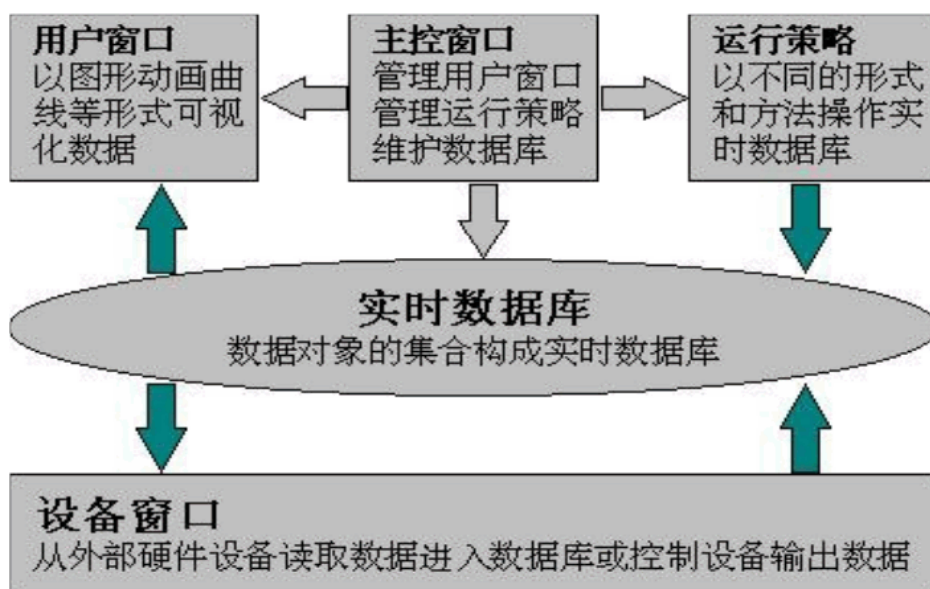 用户窗口
以图形动画曲
线等形式可视
化数据
主控窗口
管理用户窗口
管理运行策略
维护数据库
运行策略
以不同的形式
和方法操作实
时数据库
实时数据库
数据对象的集合构成实时数据库
设备窗口
从外部硬件设备读取数据进入数据库或控制设备输出数据